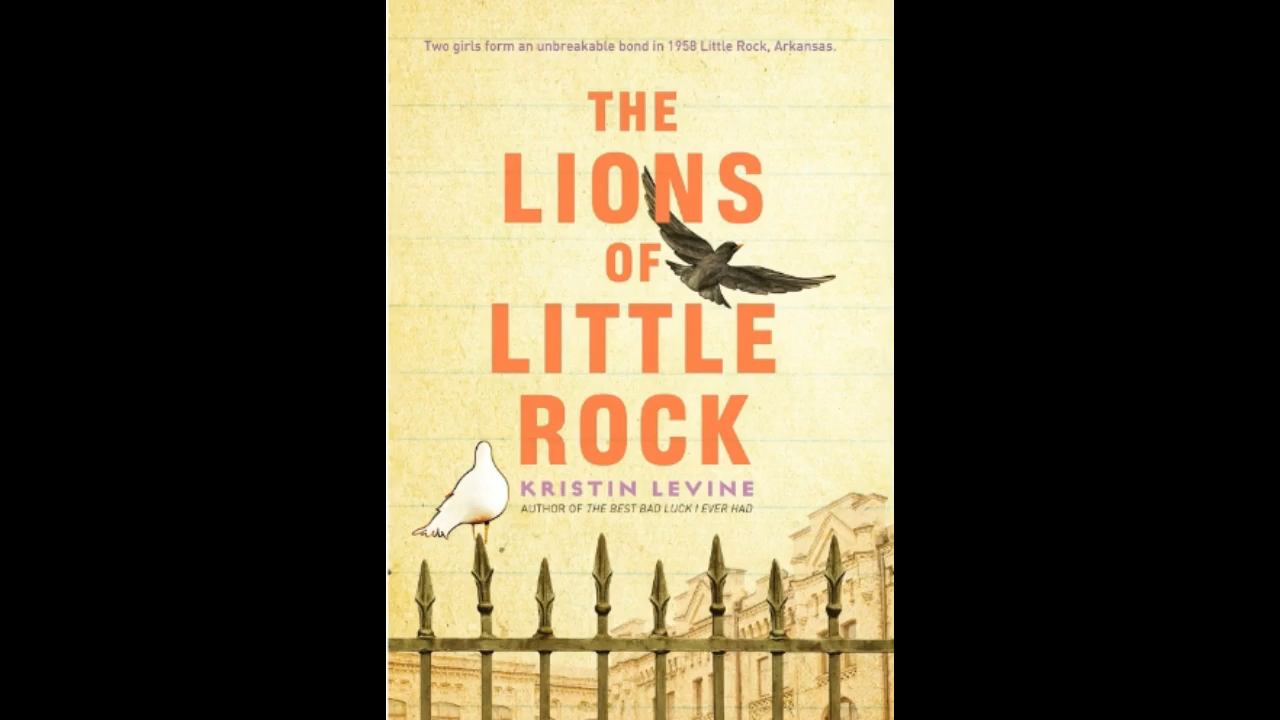 Two girls form an unbreakable bond in 1958 Little Rock, Arkansas.
THE
LIONS
OF
LITTLE
ROCK
KRISTIN LEVINE
AUTHOR OF THE BEST BAD LUCK I EVER HAD